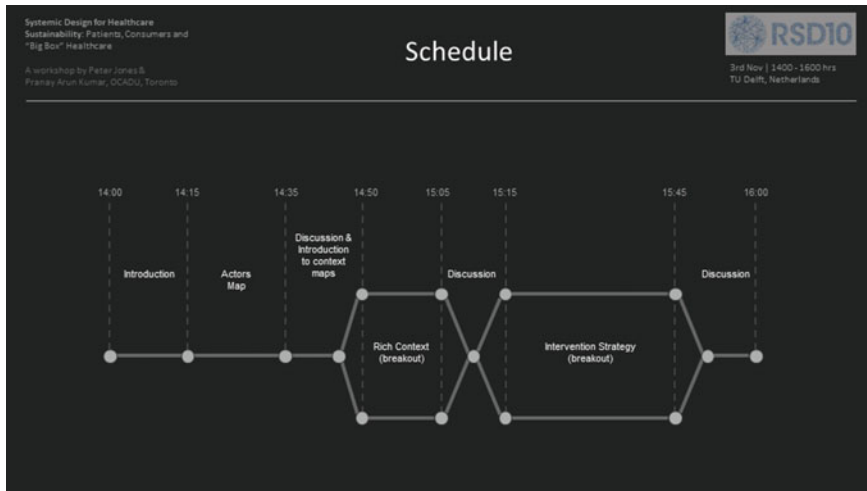 Systemic Design for Healthcare
Sustainability: Patients, Consumers and
"Big Box" Healthcare
A workshop by Peter Jones &
Pranay Arun Kumar, OCADU, Toronto
Schedule
RSD10
3rd Nov | 1400 - 1600 hrs
TU Delft, Netherlands
14:00
14:15
14:35
14:50
15:05
15:15
15:45
16:00
Introduction
Actors
Map
Discussion &
Introduction
to context
maps
Discussion
Discussion
Rich Context
(breakout)
Intervention Strategy
(breakout)